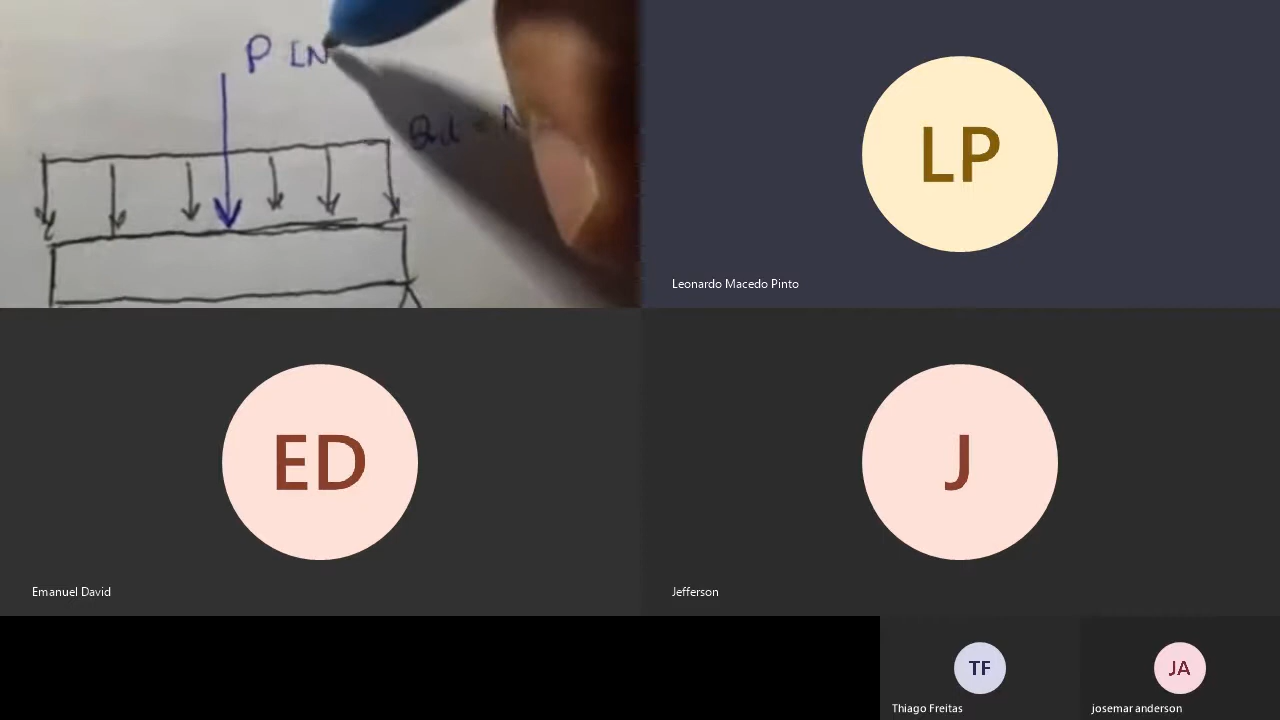 P [N
LP
Leonardo Macedo Pinto
ED
Emanuel David
J
Jefferson
TF
Thiago Freitas
JA
josemar anderson